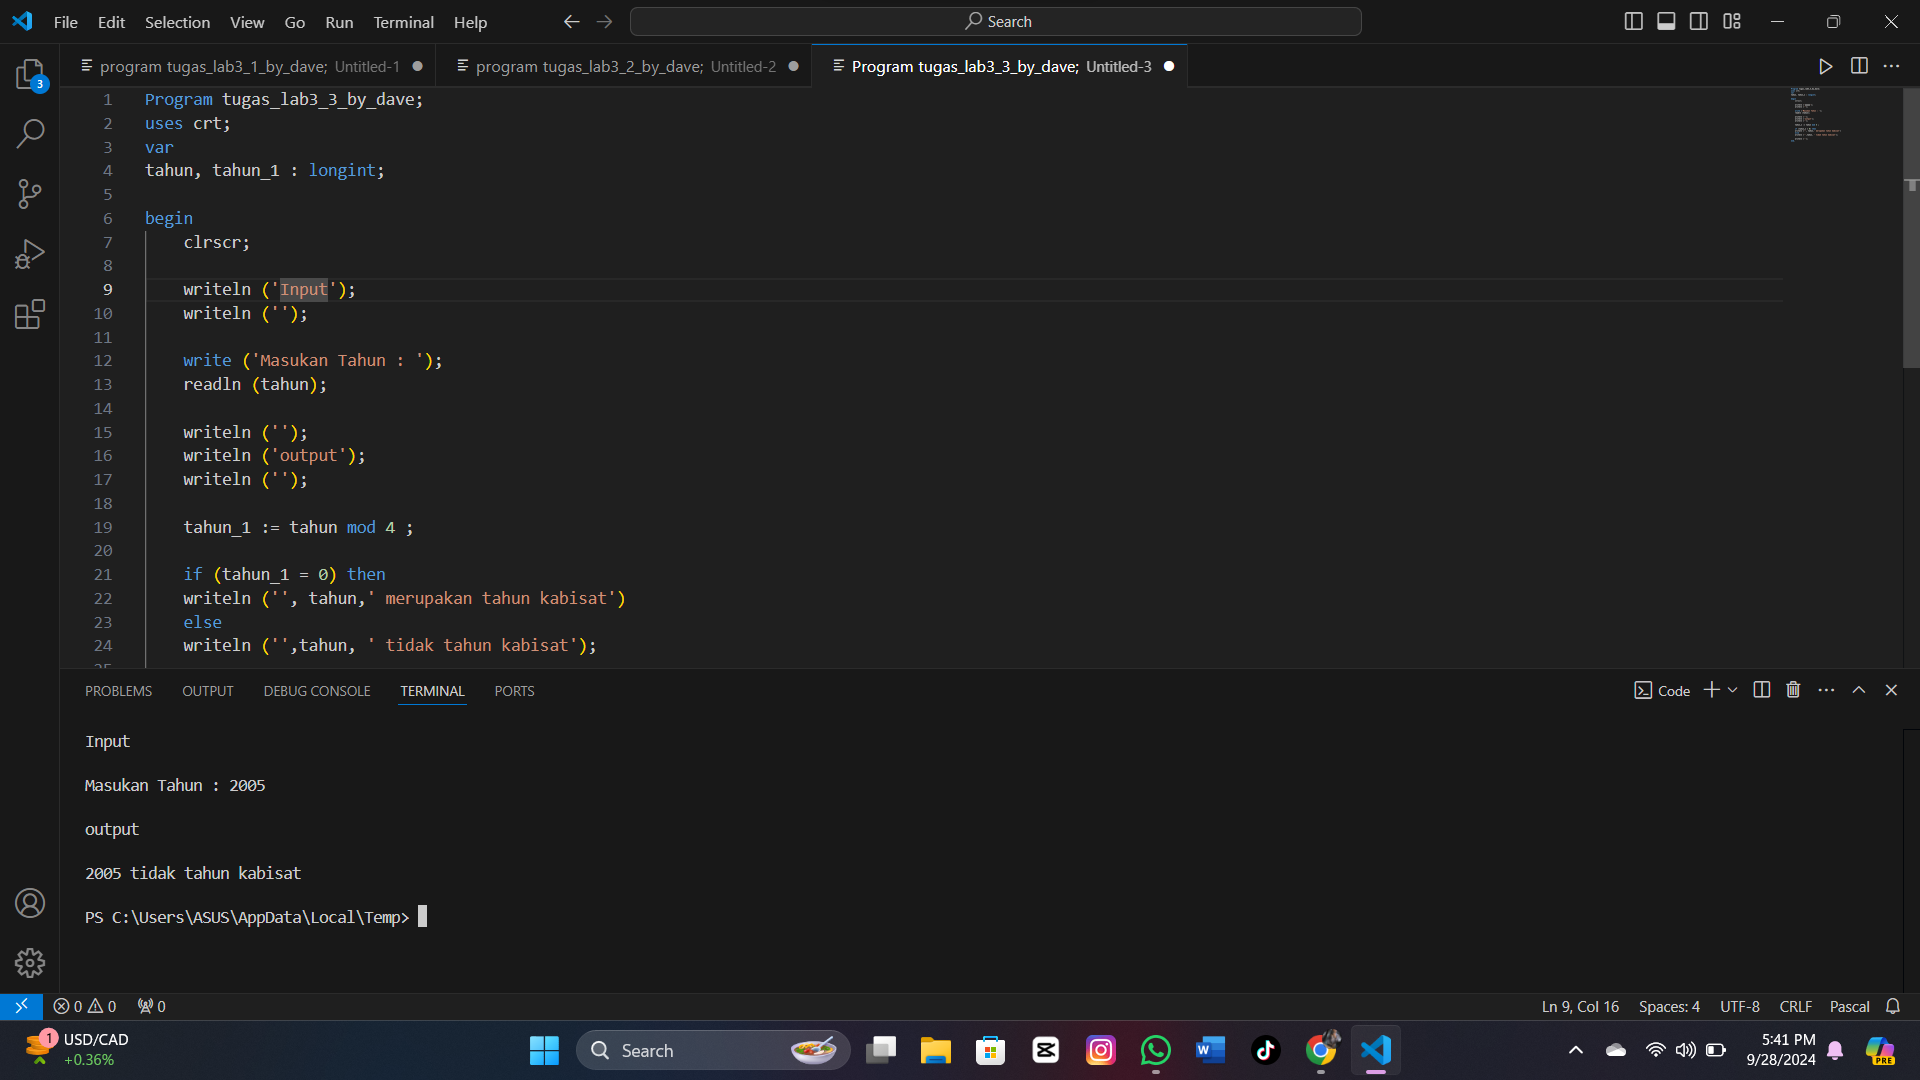 File Edit Selection View Go Run Terminal Help
Search
program tugas_lab3_1_by_dave; Untitled-1
program tugas_lab3_2_by_dave; Untitled-2
Program tugas_lab3_3_by_dave; Untitled-3
3
1 Program tugas_lab3_3_by_dave;
2 uses crt;
3 var
4 tahun, tahun_1 : longint;
5
6 begin
7 clrscr;
8
9 writeln ('Input');
10 writeln ('');
11
12 write ('Masukan Tahun : ');
13 readln (tahun);
14
15 writeln ('');
16 writeln ('output');
17 writeln ('');
18
19 tahun_1 := tahun mod 4 ;
20
21 if (tahun_1 = 0) then
22 writeln ('', tahun,' merupakan tahun kabisat')
23 else
24 writeln ('',tahun, ' tidak tahun kabisat');
25
PROBLEMS OUTPUT DEBUG CONSOLE TERMINAL PORTS
Code
Input
Masukan Tahun : 2005
output
2005 tidak tahun kabisat
PS C:\Users\ASUS\AppData\Local\Temp>
0 0 0
Ln 9, Col 16 Spaces: 4 UTF-8 CRLF Pascal
1
USD/CAD
+0.36%
Search
W
5:41 PM
9/28/2024
PRE